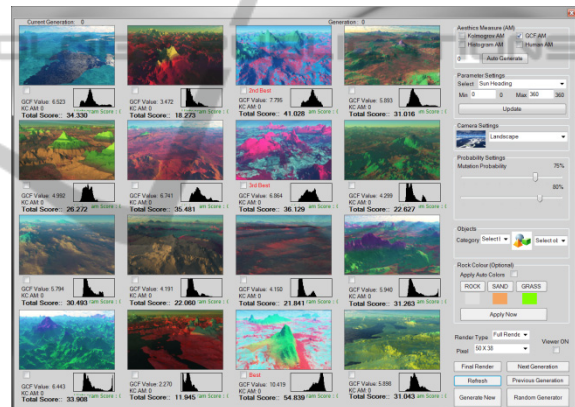 Current Generation: 0
Generation: 0
GCF Value: 6.523
KC AM: 0
Total Score:: 34.330
GCF Value: 3.472
KC AM: 0
Total Score:: 18.273
2nd Best
GCF Value: 7.795
KC AM: 0
Total Score:: 41.028
GCF Value: 5.893
KC AM: 0
Total Score:: 31.016
GCF Value: 4.992
KC AM: 0
Total Score:: 26.272
GCF Value: 6.741
KC AM: 0
Total Score:: 35.481
3rd Best
GCF Value: 6.864
KC AM: 0
Total Score:: 36.129
GCF Value: 4.299
KC AM: 0
Total Score:: 22.627
GCF Value: 5.794
KC AM: 0
Total Score:: 30.493
GCF Value: 4.191
KC AM: 0
Total Score:: 22.060
GCF Value: 4.150
KC AM: 0
Total Score:: 21.841
GCF Value: 5.940
KC AM: 0
Total Score:: 31.263
GCF Value: 6.443
KC AM: 0
Total Score:: 33.908
GCF Value: 2.270
KC AM: 0
Total Score:: 11.945
Best
GCF Value: 10.419
KC AM: 0
Total Score:: 54.839
GCF Value: 5.898
KC AM: 0
Total Score:: 31.043
Aesthics Measure (AM)
Kolmogres AM
GCF AM
Histogram AM
Human AM
0
Auto Generate
Parameter Settings
Select Sun Heading
Min 0 0 Max 360 360
Update
Camera Settings
Landscape
Probability Settings
Mutation Probability 75%
80%
Objects
Category Select
Select
Rock Colour (Optional)
Apply Auto Colors
ROCK SAND GRASS
Apply Now
Render Type Full Rende
Viewer ON
Pixel 50 X 38
Final Render
Next Generation
Refresh
Previous Generation
Generate New
Random Generator